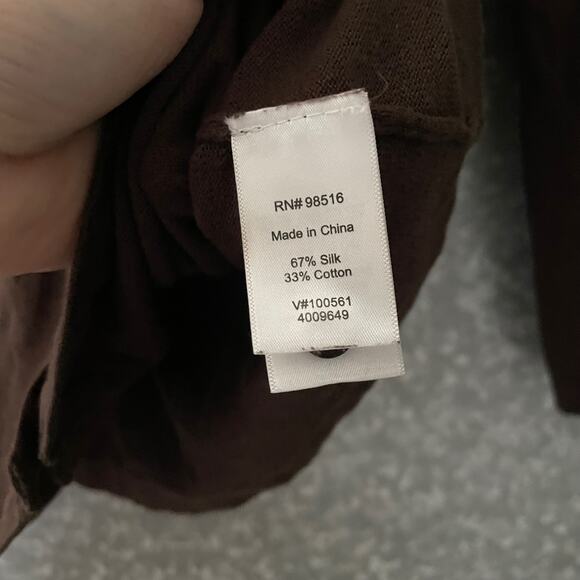 RN# 98516
Made in China
67% Silk
33% Cotton
V#100561
4009649